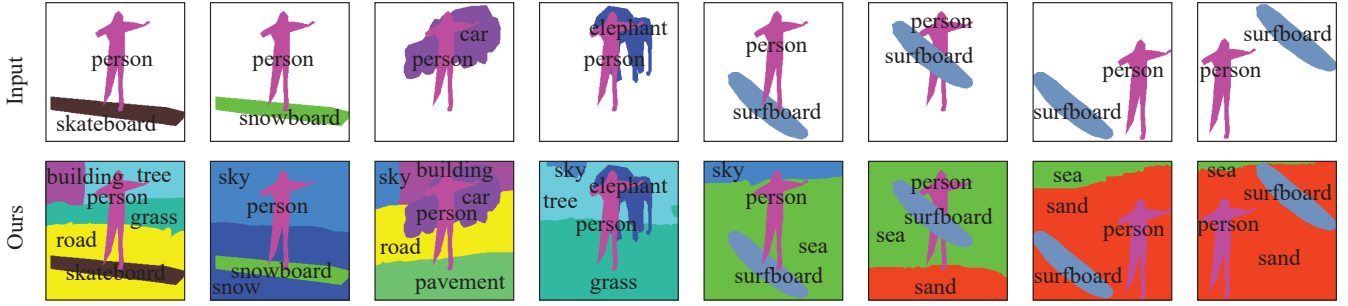 Input
person
skateboard
person
snowboard
car
person
elephant
person
person
surfboard
person
surfboard
person
surfboard
surfboard
person
Ours
building
tree
person
grass
road
skateboard
sky
person
snowboard
snow
sky
building
car
person
road
pavement
sky
elephant
tree
person
grass
sky
person
sea
surfboard
person
surfboard
sea
sand
sea
sand
person
surfboard
sea
surfboard
person
sand